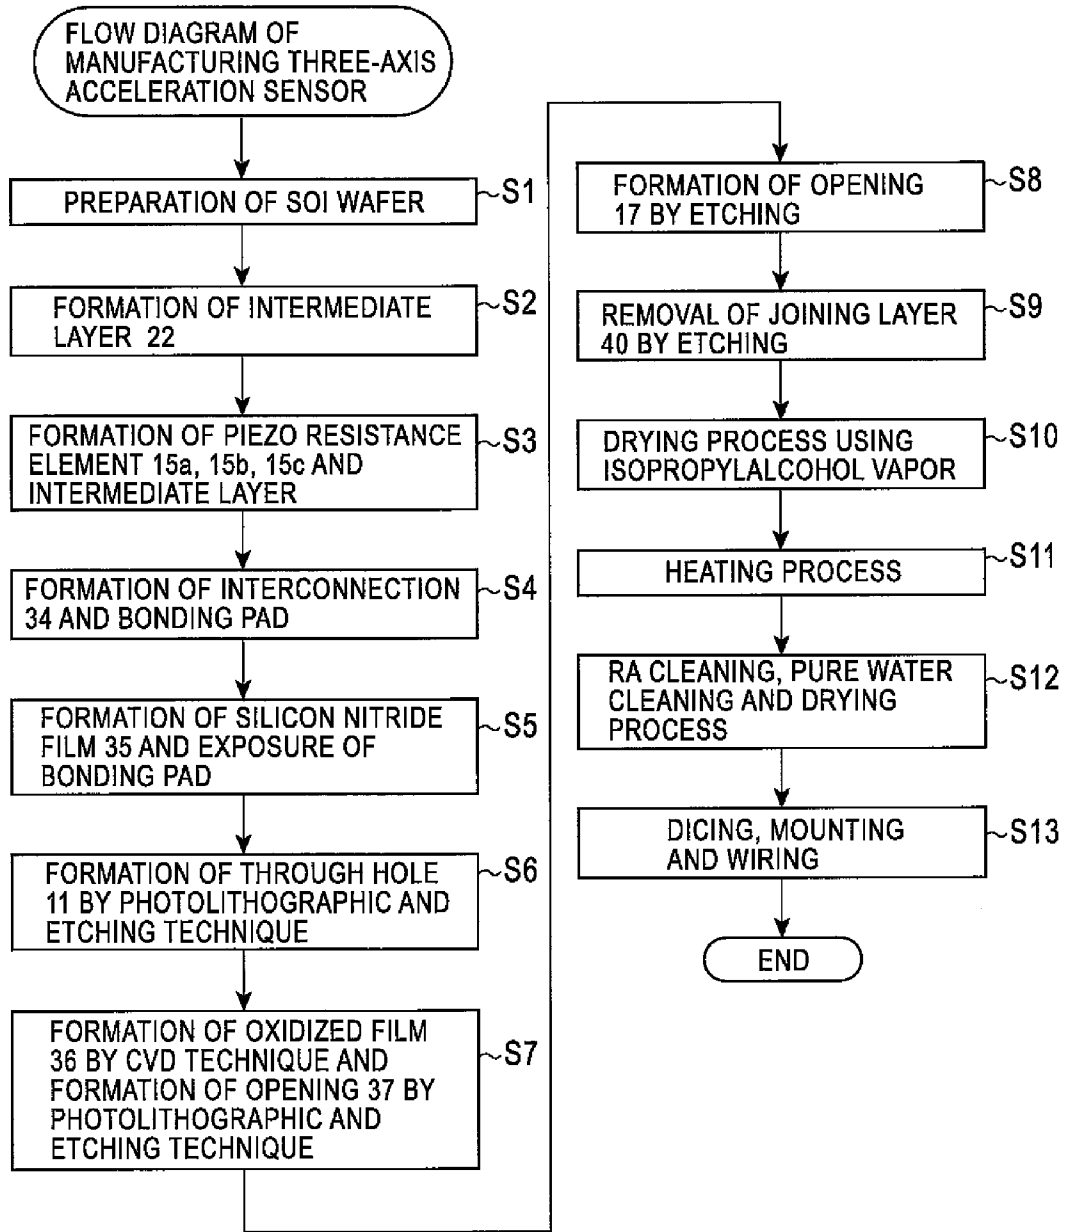 FLOW DIAGRAM OF
MANUFACTURING THREE-AXIS
ACCELERATION SENSOR
PREPARATION OF SOI WAFER
~S1
FORMATION OF INTERMEDIATE
LAYER 22
~S2
FORMATION OF PIEZO RESISTANCE
ELEMENT 15a, 15b, 15c AND
INTERMEDIATE LAYER
~S3
FORMATION OF INTERCONNECTION
34 AND BONDING PAD
~S4
FORMATION OF SILICON NITRIDE
FILM 35 AND EXPOSURE OF
BONDING PAD
~S5
FORMATION OF THROUGH HOLE
11 BY PHOTOLITHOGRAPHIC AND
ETCHING TECHNIQUE
~S6
FORMATION OF OXIDIZED FILM
36 BY CVD TECHNIQUE AND
FORMATION OF OPENING 37 BY
PHOTOLITHOGRAPHIC AND
ETCHING TECHNIQUE
~S7
FORMATION OF OPENING
17 BY ETCHING
~S8
REMOVAL OF JOINING LAYER
40 BY ETCHING
~S9
DRYING PROCESS USING
ISOPROPYLALCOHOL VAPOR
~S10
HEATING PROCESS
~S11
RA CLEANING, PURE WATER
CLEANING AND DRYING
PROCESS
~S12
DICING, MOUNTING
AND WIRING
~S13
END